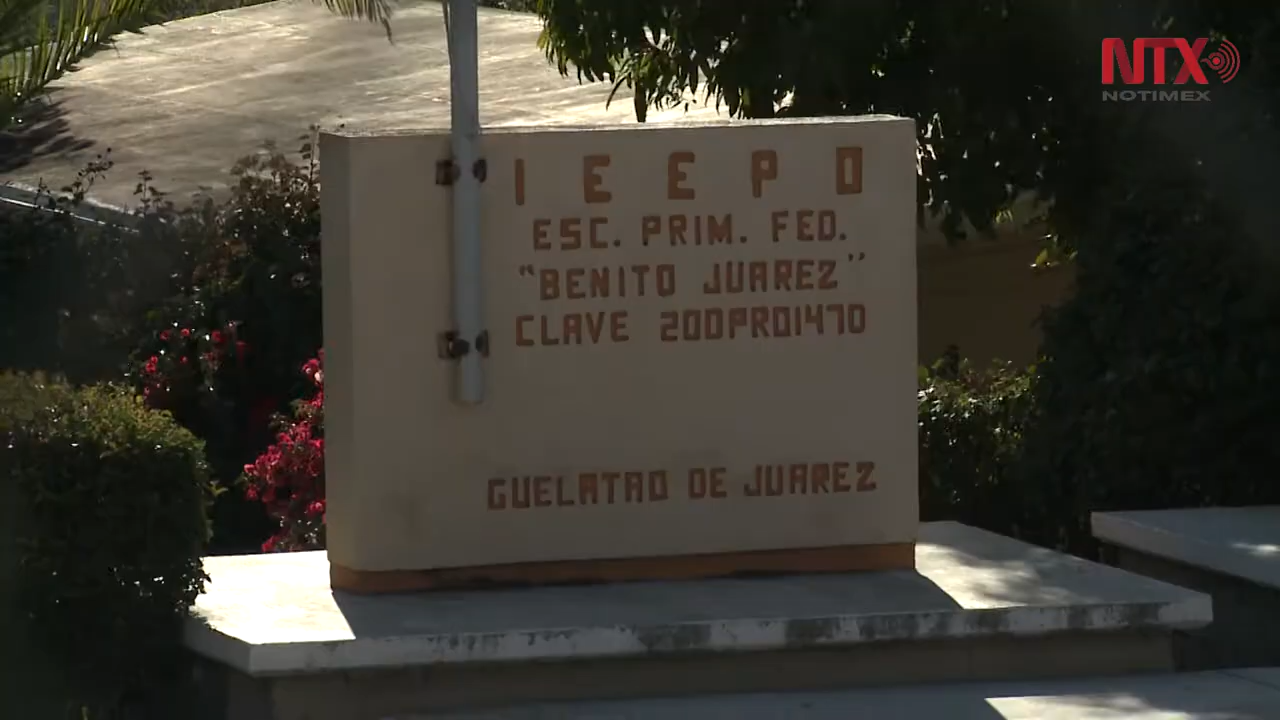 NTX
NOTIMEX
I E E P O
ESC. PRIM. FED.
"BENITO JUAREZ"
CLAVE 20DPR01470
GUELATAO DE JUAREZ